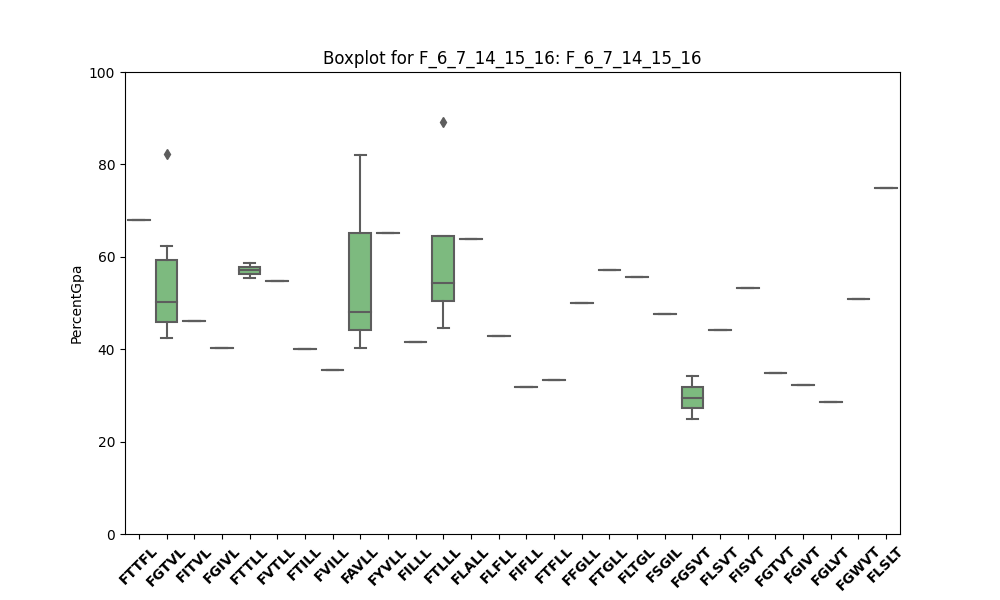 Boxplot for F_6_7_14_15_16: F_6_7_14_15_16
100
80
60
40
20
0
PercentGpa
FTTFL
FGTVL
FITVL
FGIVL
FTTLL
FVTLL
FTILL
FVILL
FAVLL
FYVLL
FILLL
FTLLL
FLALL
FLFLL
FIFLL
FTFLL
FFGLL
FTGLL
FLTGL
FSGIL
FGSVT
FLSVT
FISVT
FGTVT
FGIVT
FGLVT
FGWVT
FLSLT